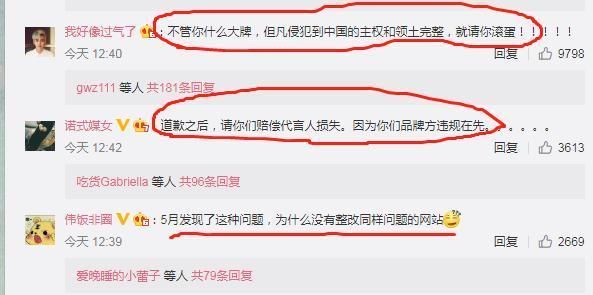 我好像过气了：不管你什么大牌，但凡侵犯到中国的主权和领土完整，就请你滚蛋！！！！！
今天 12:40 回复 9798
gwz111 等人 共181条回复
诺式媒女：道歉之后，请你们赔偿代言人损失。因为你们品牌方违规在先。。。。。。
今天 12:42 回复 3613
吃货Gabriella 等人 共96条回复
伟饭非圈：5月发现了这种问题，为什么没有整改同样问题的网站
今天 12:39 回复 2669
爱晚睡的小蕾子 等人 共79条回复